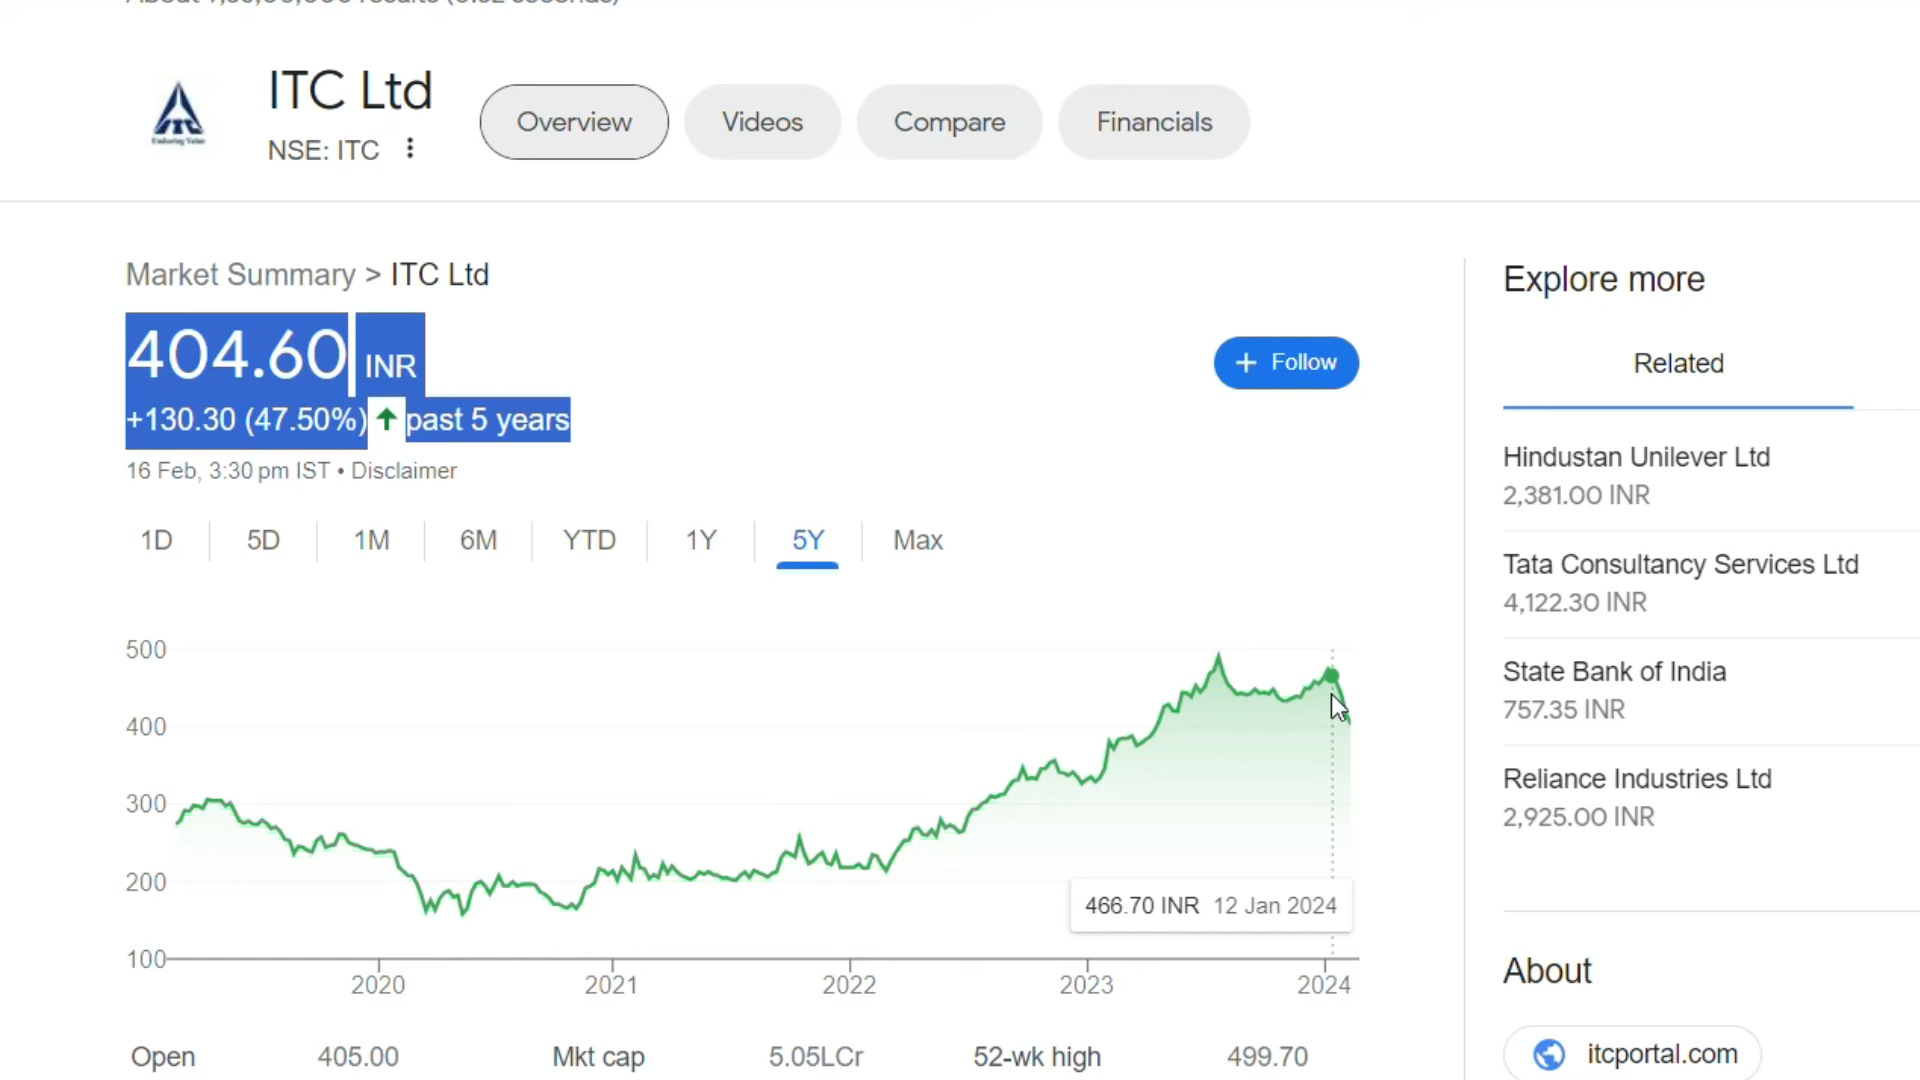 ITC Ltd
NSE: ITC
Overview
Videos
Compare
Financials
Market Summary > ITC Ltd
404.60 INR
+130.30 (47.50%) past 5 years
16 Feb, 3:30 pm IST • Disclaimer
+ Follow
1D
5D
1M
6M
YTD
1Y
5Y
Max
500
400
300
200
100
466.70 INR 12 Jan 2024
2020
2021
2022
2023
2024
Open 405.00
Mkt cap 5.05LCr
52-wk high 499.70
Explore more
Related
Hindustan Unilever Ltd
2,381.00 INR
Tata Consultancy Services Ltd
4,122.30 INR
State Bank of India
757.35 INR
Reliance Industries Ltd
2,925.00 INR
About
itcportal.com